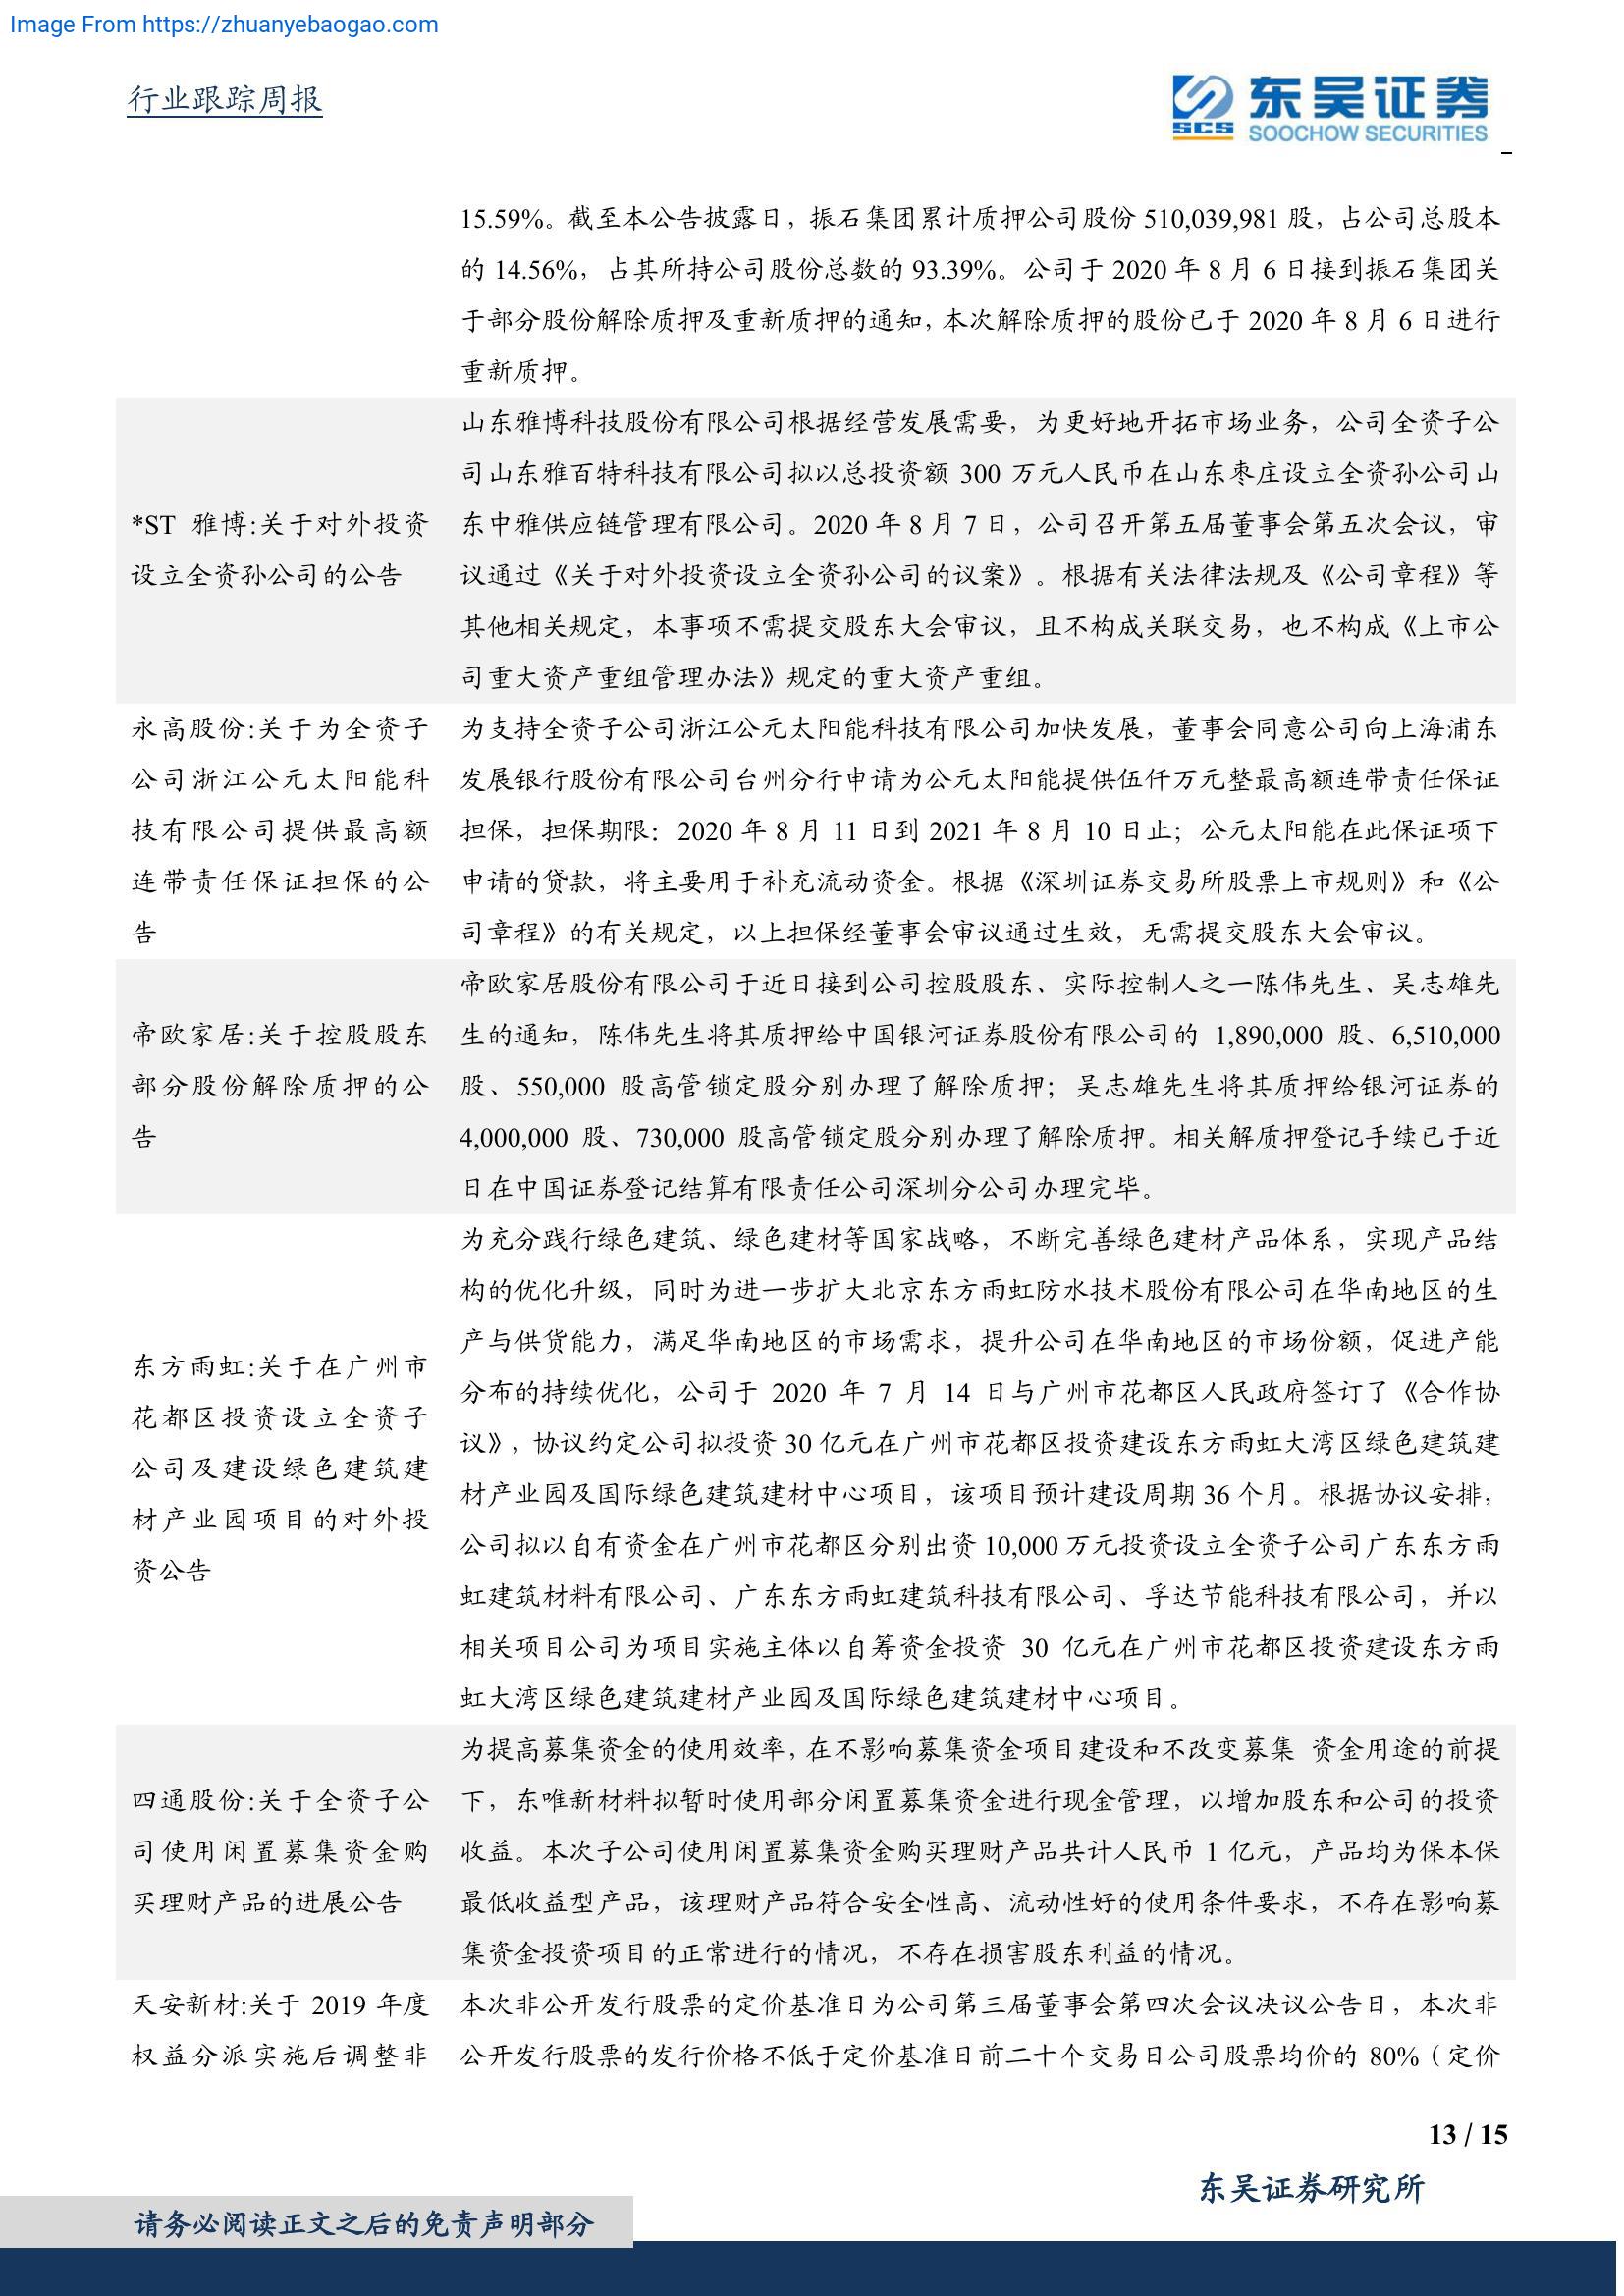 Image From https://zhuanyebaogao.com
行业跟踪周报
东吴证券
SCS
SOOCHOW SECURITIES
15.59%。截至本公告披露日，振石集团累计质押公司股份 510,039,981 股，占公司总股本
的 14.56%，占其所持公司股份总数的 93.39%。公司于 2020 年 8 月 6 日接到振石集团关
于部分股份解除质押及重新质押的通知，本次解除质押的股份已于 2020 年 8 月 6 日进行
重新质押。
*ST 雅博:关于对外投资
设立全资孙公司的公告
山东雅博科技股份有限公司根据经营发展需要，为更好地开拓市场业务，公司全资子公
司山东雅百特科技有限公司拟以总投资额 300 万元人民币在山东枣庄设立全资孙公司山
东中雅供应链管理有限公司。2020 年 8 月 7 日，公司召开第五届董事会第五次会议，审
议通过《关于对外投资设立全资孙公司的议案》。根据有关法律法规及《公司章程》等
其他相关规定，本事项不需提交股东大会审议，且不构成关联交易，也不构成《上市公
司重大资产重组管理办法》规定的重大资产重组。
永高股份:关于为全资子
公司浙江公元太阳能科
技有限公司提供最高额
连带责任保证担保的公
告
为支持全资子公司浙江公元太阳能科技有限公司加快发展，董事会同意公司向上海浦东
发展银行股份有限公司台州分行申请为公元太阳能提供伍仟万元整最高额连带责任保证
担保，担保期限：2020 年 8 月 11 日到 2021 年 8 月 10 日止；公元太阳能在此保证项下
申请的贷款，将主要用于补充流动资金。根据《深圳证券交易所股票上市规则》和《公
司章程》的有关规定，以上担保经董事会审议通过生效，无需提交股东大会审议。
帝欧家居:关于控股股东
部分股份解除质押的公
告
帝欧家居股份有限公司于近日接到公司控股股东、实际控制人之一陈伟先生、吴志雄先
生的通知，陈伟先生将其质押给中国银河证券股份有限公司的 1,890,000 股、6,510,000
股、550,000 股高管锁定股分别办理了解除质押；吴志雄先生将其质押给银河证券的
4,000,000 股、730,000 股高管锁定股分别办理了解除质押。相关解质押登记手续已于近
日在中国证券登记结算有限责任公司深圳分公司办理完毕。
东方雨虹:关于在广州市
花都区投资设立全资子
公司及建设绿色建筑建
材产业园项目的对外投
资公告
为充分践行绿色建筑、绿色建材等国家战略，不断完善绿色建材产品体系，实现产品结
构的优化升级，同时为进一步扩大北京东方雨虹防水技术股份有限公司在华南地区的生
产与供货能力，满足华南地区的市场需求，提升公司在华南地区的市场份额，促进产能
分布的持续优化，公司于 2020 年 7 月 14 日与广州市花都区人民政府签订了《合作协
议》，协议约定公司拟投资 30 亿元在广州市花都区投资建设东方雨虹大湾区绿色建筑建
材产业园及国际绿色建筑建材中心项目，该项目预计建设周期 36 个月。根据协议安排，
公司拟以自有资金在广州市花都区分别出资 10,000 万元投资设立全资子公司广东东方雨
虹建筑材料有限公司、广东东方雨虹建筑科技有限公司、孚达节能科技有限公司，并以
相关项目公司为项目实施主体以自筹资金投资 30 亿元在广州市花都区投资建设东方雨
虹大湾区绿色建筑建材产业园及国际绿色建筑建材中心项目。
四通股份:关于全资子公
司使用闲置募集资金购
买理财产品的进展公告
为提高募集资金的使用效率，在不影响募集资金项目建设和不改变募集 资金用途的前提
下，东唯新材料拟暂时使用部分闲置募集资金进行现金管理，以增加股东和公司的投资
收益。本次子公司使用闲置募集资金购买理财产品共计人民币 1 亿元，产品均为保本保
最低收益型产品，该理财产品符合安全性高、流动性好的使用条件要求，不存在影响募
集资金投资项目的正常进行的情况，不存在损害股东利益的情况。
天安新材:关于 2019 年度
权益分派实施后调整非
本次非公开发行股票的定价基准日为公司第三届董事会第四次会议决议公告日，本次非
公开发行股票的发行价格不低于定价基准日前二十个交易日公司股票均价的 80%（定价
13 / 15
东吴证券研究所
请务必阅读正文之后的免责声明部分